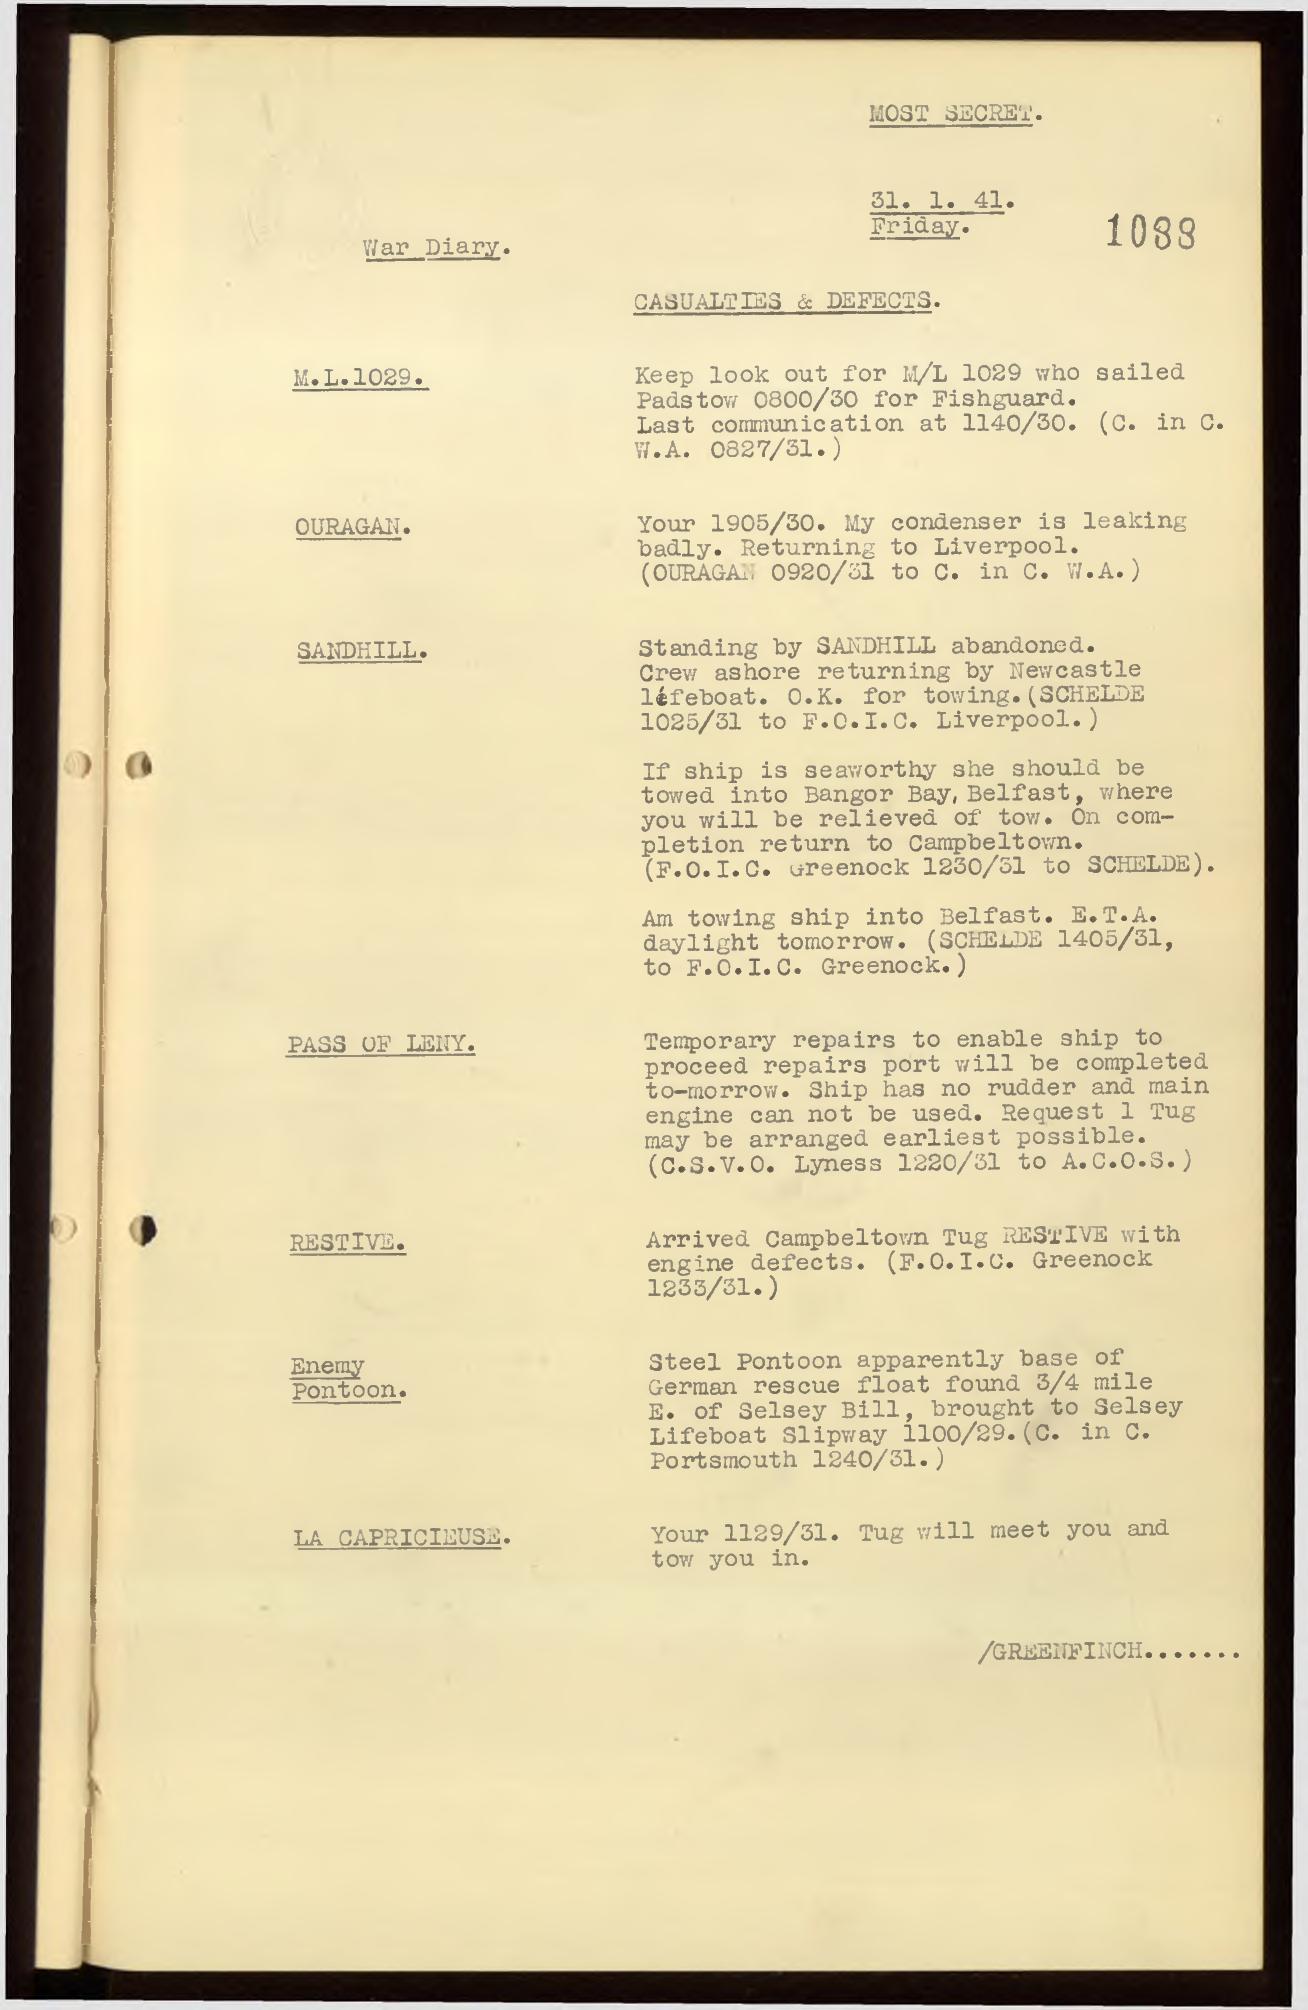 MOST SECRET.
31. 1. 41.
Friday.
1088
War Diary.
CASUALTIES & DEFECTS.
M.L.1029.
Keep look out for M/L 1029 who sailed
Padstow 0800/30 for Fishguard.
Last communication at 1140/30. (C. in C.
W.A. 0827/31.)
OURAGAN.
Your 1905/30. My condenser is leaking
badly. Returning to Liverpool.
(OURAGAN 0920/31 to C. in C. W.A.)
SANDHILL.
Standing by SANDHILL abandoned.
Crew ashore returning by Newcastle
lifeboat. O.K. for towing.(SCHELDE
1025/31 to F.O.I.C. Liverpool.)
If ship is seaworthy she should be
towed into Bangor Bay, Belfast, where
you will be relieved of tow. On com-
pletion return to Campbeltown.
(F.O.I.C. Greenock 1230/31 to SCHELDE).
Am towing ship into Belfast. E.T.A.
daylight tomorrow. (SCHELDE 1405/31,
to F.O.I.C. Greenock.)
PASS OF LENY.
Temporary repairs to enable ship to
proceed repairs port will be completed
to-morrow. Ship has no rudder and main
engine can not be used. Request 1 Tug
may be arranged earliest possible.
(C.S.V.O. Lyness 1220/31 to A.C.O.S.)
RESTIVE.
Arrived Campbeltown Tug RESTIVE with
engine defects. (F.O.I.C. Greenock
1233/31.)
Enemy
Pontoon.
Steel Pontoon apparently base of
German rescue float found 3/4 mile
E. of Selsey Bill, brought to Selsey
Lifeboat Slipway 1100/29.(C. in C.
Portsmouth 1240/31.)
LA CAPRICIEUSE.
Your 1129/31. Tug will meet you and
tow you in.
/GREENFINCH.......